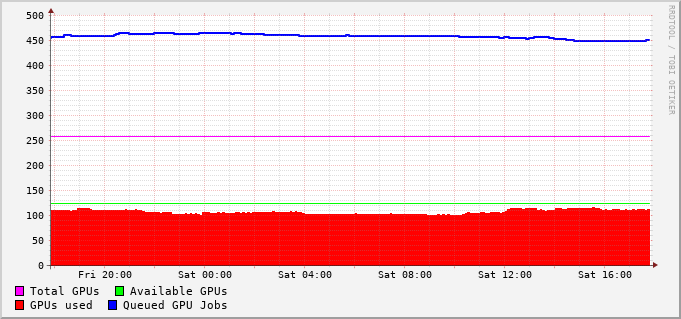 500
450
400
350
300
250
200
150
100
50
0
Fri 20:00 Sat 00:00 Sat 04:00 Sat 08:00 Sat 12:00 Sat 16:00
Total GPUs Available GPUs
GPUs used Queued GPU Jobs
RRDTOOL / TOBI OETIKER